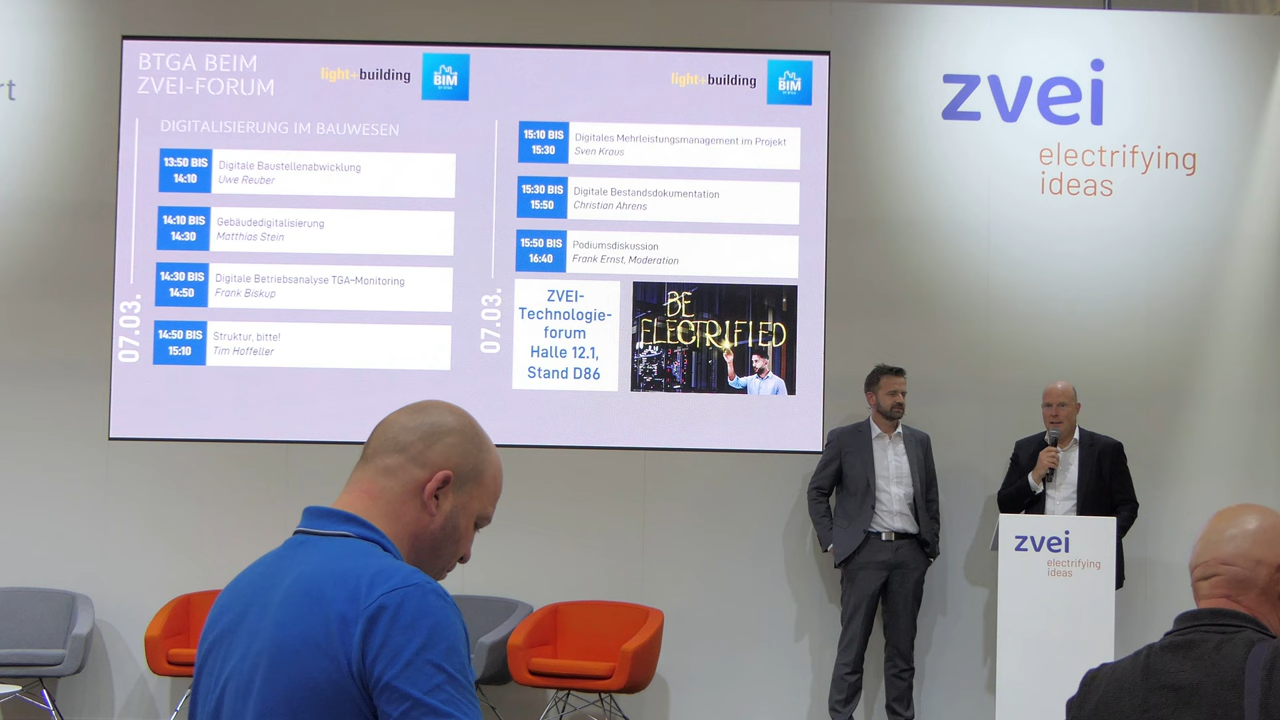 rt
BTGA BEIM
ZVEI-FORUM
light+building
BIM
BY BTGA
DIGITALISIERUNG IM BAUWESEN
07.03.
13:50 BIS
14:10
Digitale Baustellenabwicklung
Uwe Reuber
14:10 BIS
14:30
Gebäudedigitalisierung
Matthias Stein
14:30 BIS
14:50
Digitale Betriebsanalyse TGA-Monitoring
Frank Biskup
14:50 BIS
15:10
Struktur, bitte!
Tim Hoffeller
light+building
BIM
BY BTGA
07.03.
15:10 BIS
15:30
Digitales Mehrleistungsmanagement im Projekt
Sven Kraus
15:30 BIS
15:50
Digitale Bestandsdokumentation
Christian Ahrens
15:50 BIS
16:40
Podiumsdiskussion
Frank Ernst, Moderation
ZVEI-
Technologie-
forum
Halle 12.1,
Stand D86
BE
ELECTRIFIED
zvei
electrifying
ideas
zvei
electrifying
ideas